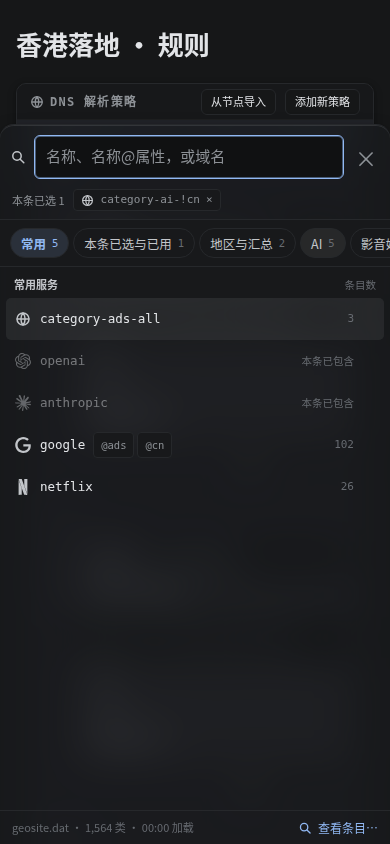 香港落地 · 规则
DNS 解析策略 从节点导入 添加新策略
名称、名称@属性，或域名
本条已选 1 category-ai-!cn ×
常用 5 本条已选与已用 1 地区与汇总 2 AI 5
常用服务 条目数
category-ads-all 3
openai 本条已包含
anthropic 本条已包含
google @ads @cn 102
netflix 26
geosite.dat · 1,564 类 · 00:00 加载 查看条目…